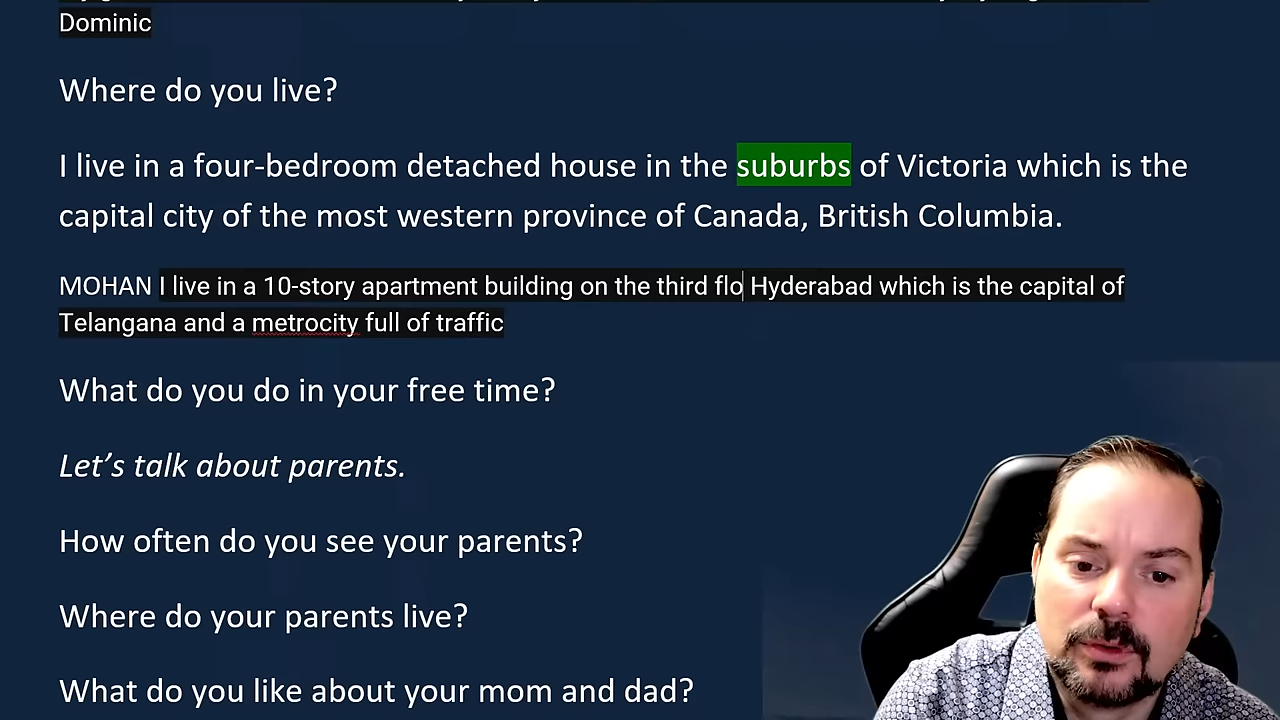 Dominic
Where do you live?
I live in a four-bedroom detached house in the suburbs of Victoria which is the
capital city of the most western province of Canada, British Columbia.
MOHAN I live in a 10-story apartment building on the third flo Hyderabad which is the capital of
Telangana and a metrocity full of traffic
What do you do in your free time?
Let's talk about parents.
How often do you see your parents?
Where do your parents live?
What do you like about your mom and dad?